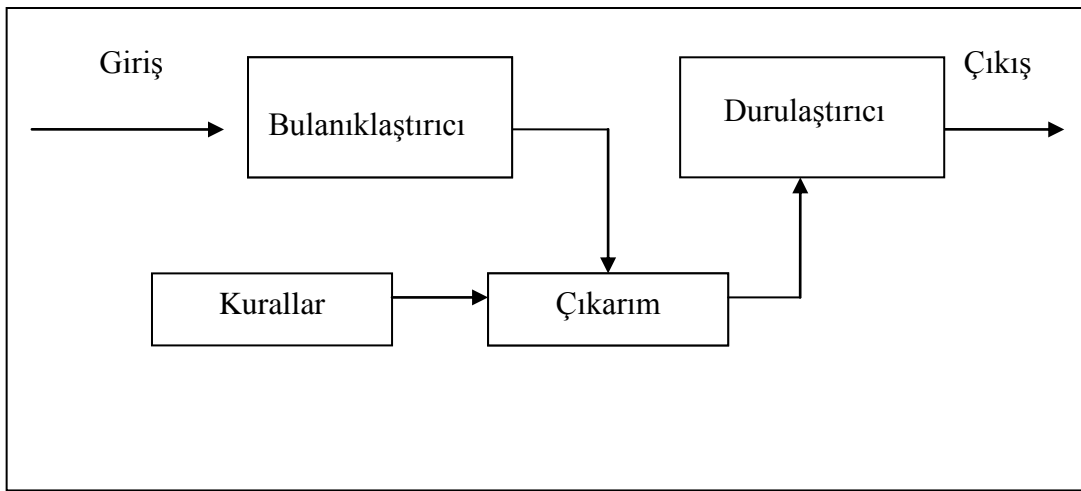 Giriş
Bulanıklaştırıcı
Durulaştırıcı
Çıkış
Kurallar
Çıkarım